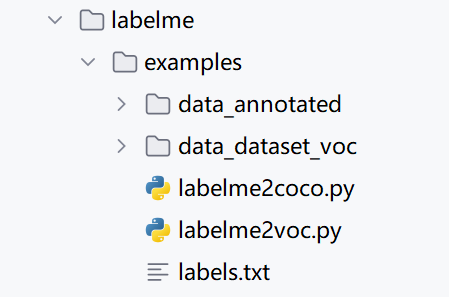 labelme
examples
data_annotated
data_dataset_voc
labelme2coco.py
labelme2voc.py
labels.txt